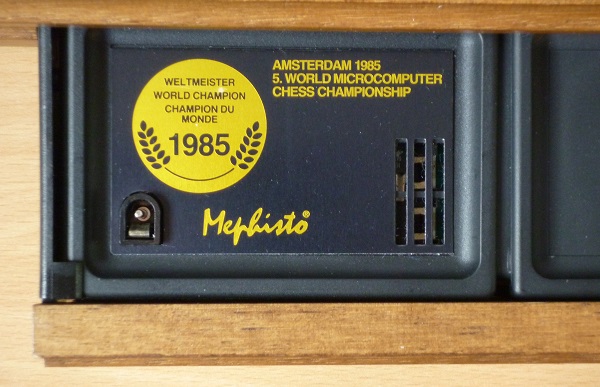 WELTMEISTER
WORLD CHAMPION
CHAMPION DU
MONDE
1985
AMSTERDAM 1985
5. WORLD MICROCOMPUTER
CHESS CHAMPIONSHIP
Mephisto®